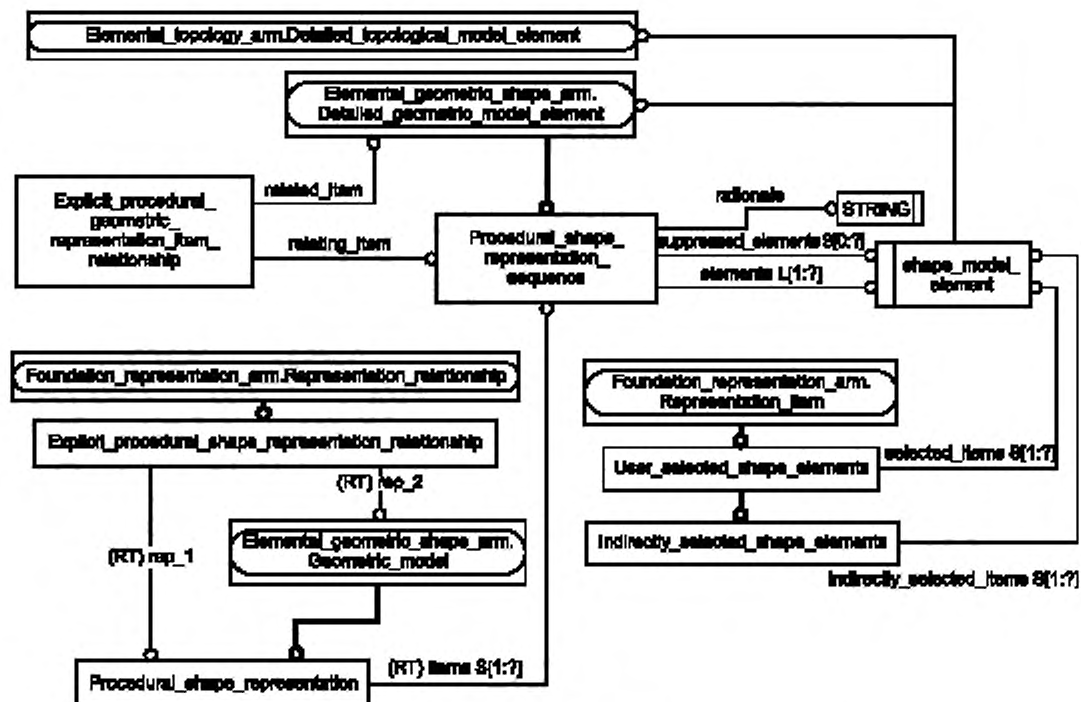 Elemental_topology_arm.Detailed_topological_model_element
Elemental_geometric_shape_arm.
Detailed_geometric_model_element
Explicit_procedural_
geometric_
representation_item_
relationship
related_item
relating_item
Procedural_shape_
representation_
sequence
rationale
STRING
suppressed_elements S[0:?]
elements L[1:?]
shape_model_
element
Foundation_representation_arm.Representation_relationship
Explicit_procedural_shape_representation_relationship
(RT) rep_2
(RT) rep_1
Elemental_geometric_shape_arm.
Geometric_model
Procedural_shape_representation
(RT) items S[1:?]
Foundation_representation_arm.
Representation_item
User_selected_shape_elements
selected_items S[1:?]
Indirectly_selected_shape_elements
indirectly_selected_items S[1:?]